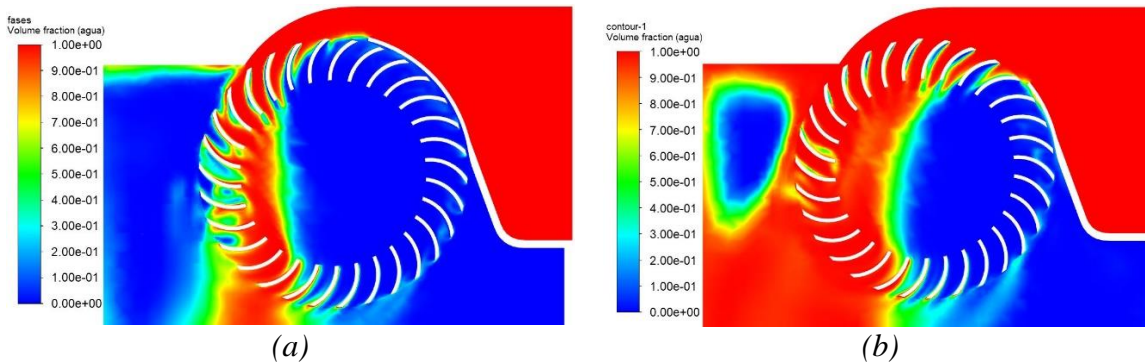 fases
Volume fraction (agua)
1.00e+00
9.00e-01
8.00e-01
7.00e-01
6.00e-01
5.00e-01
4.00e-01
3.00e-01
2.00e-01
1.00e-01
0.00e+00
(a)
contour-1
Volume fraction (agua)
1.00e+00
9.00e-01
8.00e-01
7.00e-01
6.00e-01
5.00e-01
4.00e-01
3.00e-01
2.00e-01
1.00e-01
0.00e+00
(b)